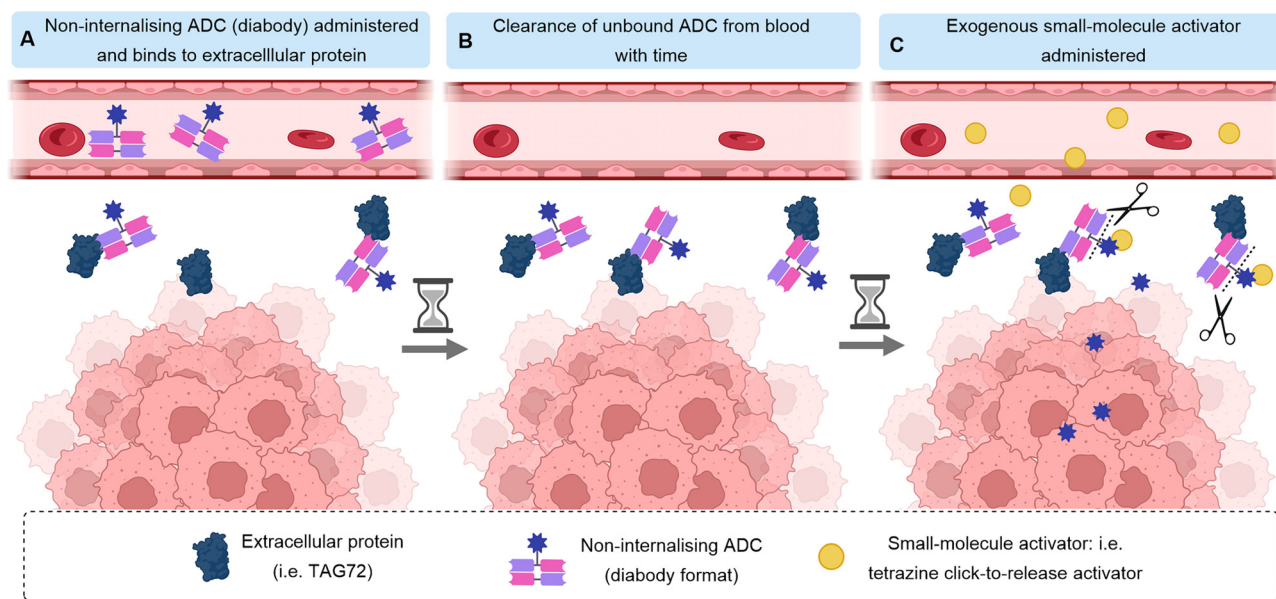 A
Non-internalising ADC (diabody) administered
and binds to extracelllular protein
B
Clearance of unbound ADC from blood
with time
C
Exogenous small-molecule activator
administered
Extracellular protein
(i.e. TAG72)
Non-internalising ADC
(diabody format)
Small-molecule activator: i.e.
tetrazine click-to-release activator